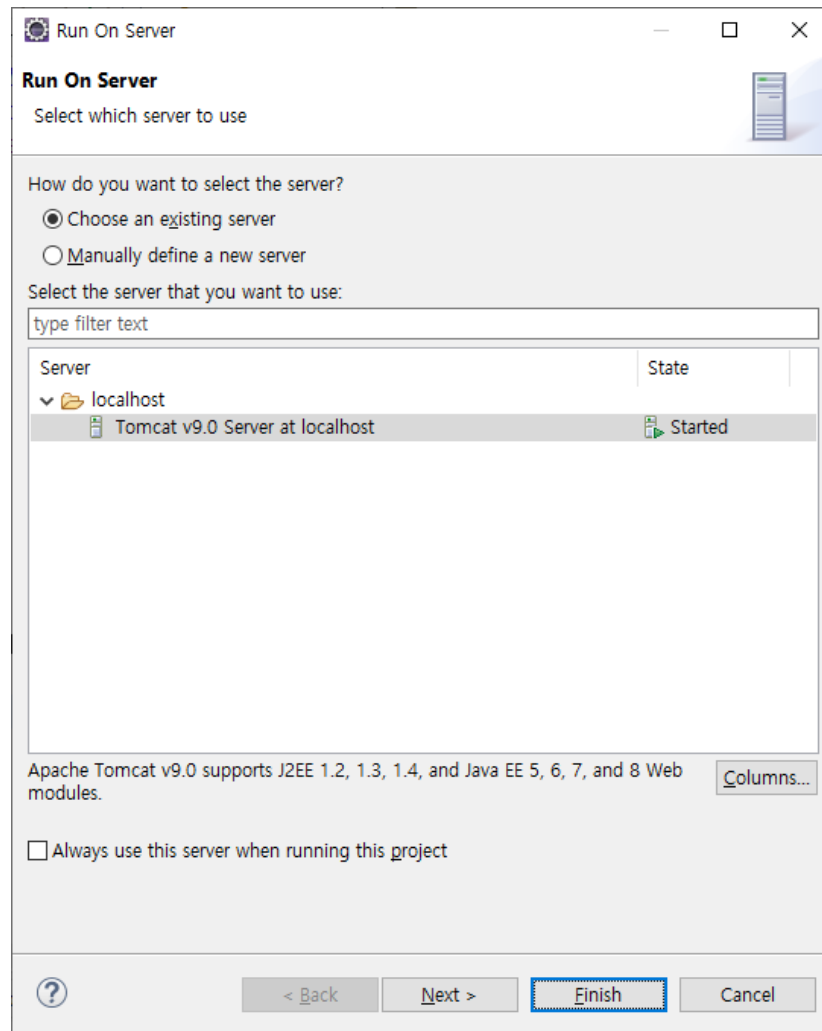 Run On Server
Run On Server
Select which server to use
How do you want to select the server?
Choose an existing server
Manually define a new server
Select the server that you want to use:
type filter text
Server State
localhost
Tomcat v9.0 Server at localhost Started
Apache Tomcat v9.0 supports J2EE 1.2, 1.3, 1.4, and Java EE 5, 6, 7, and 8 Web
modules.
Columns...
Always use this server when running this project
? < Back Next > Finish Cancel